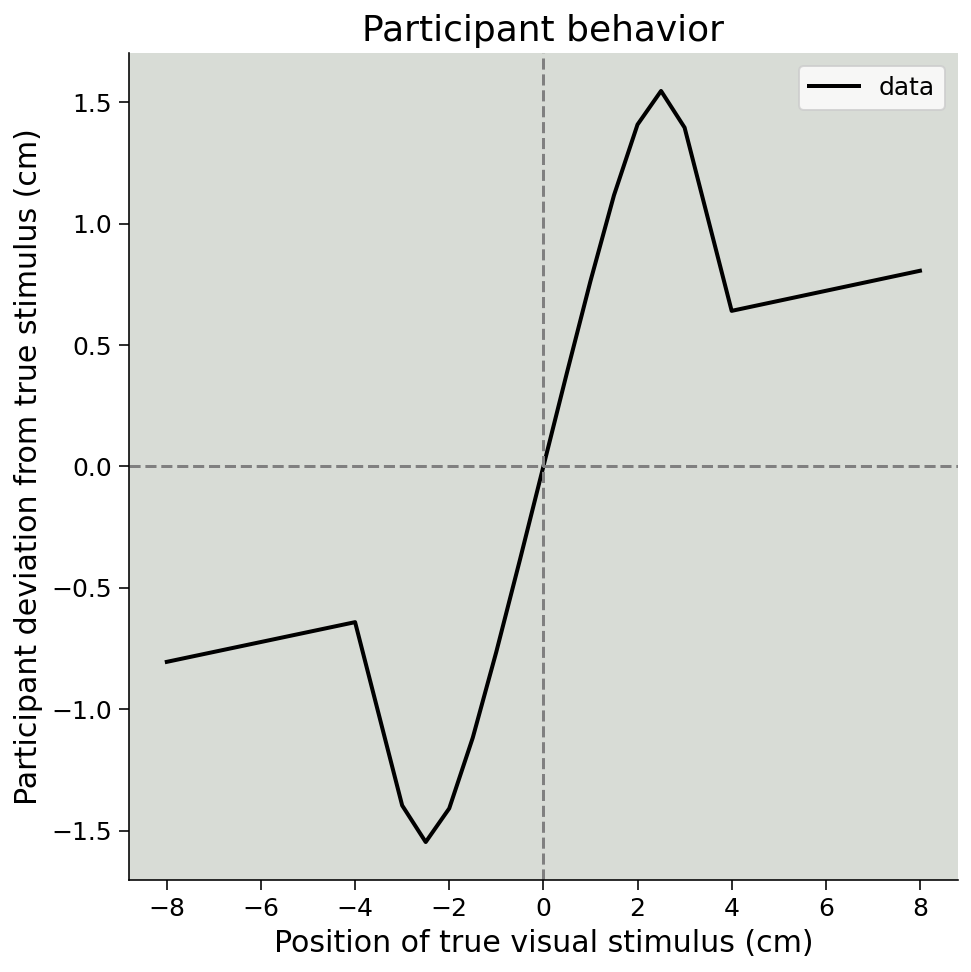 Participant behavior
data
Participant deviation from true stimulus (cm)
1.5
1.0
0.5
0.0
−0.5
−1.0
−1.5
−8 −6 −4 −2 0 2 4 6 8
Position of true visual stimulus (cm)